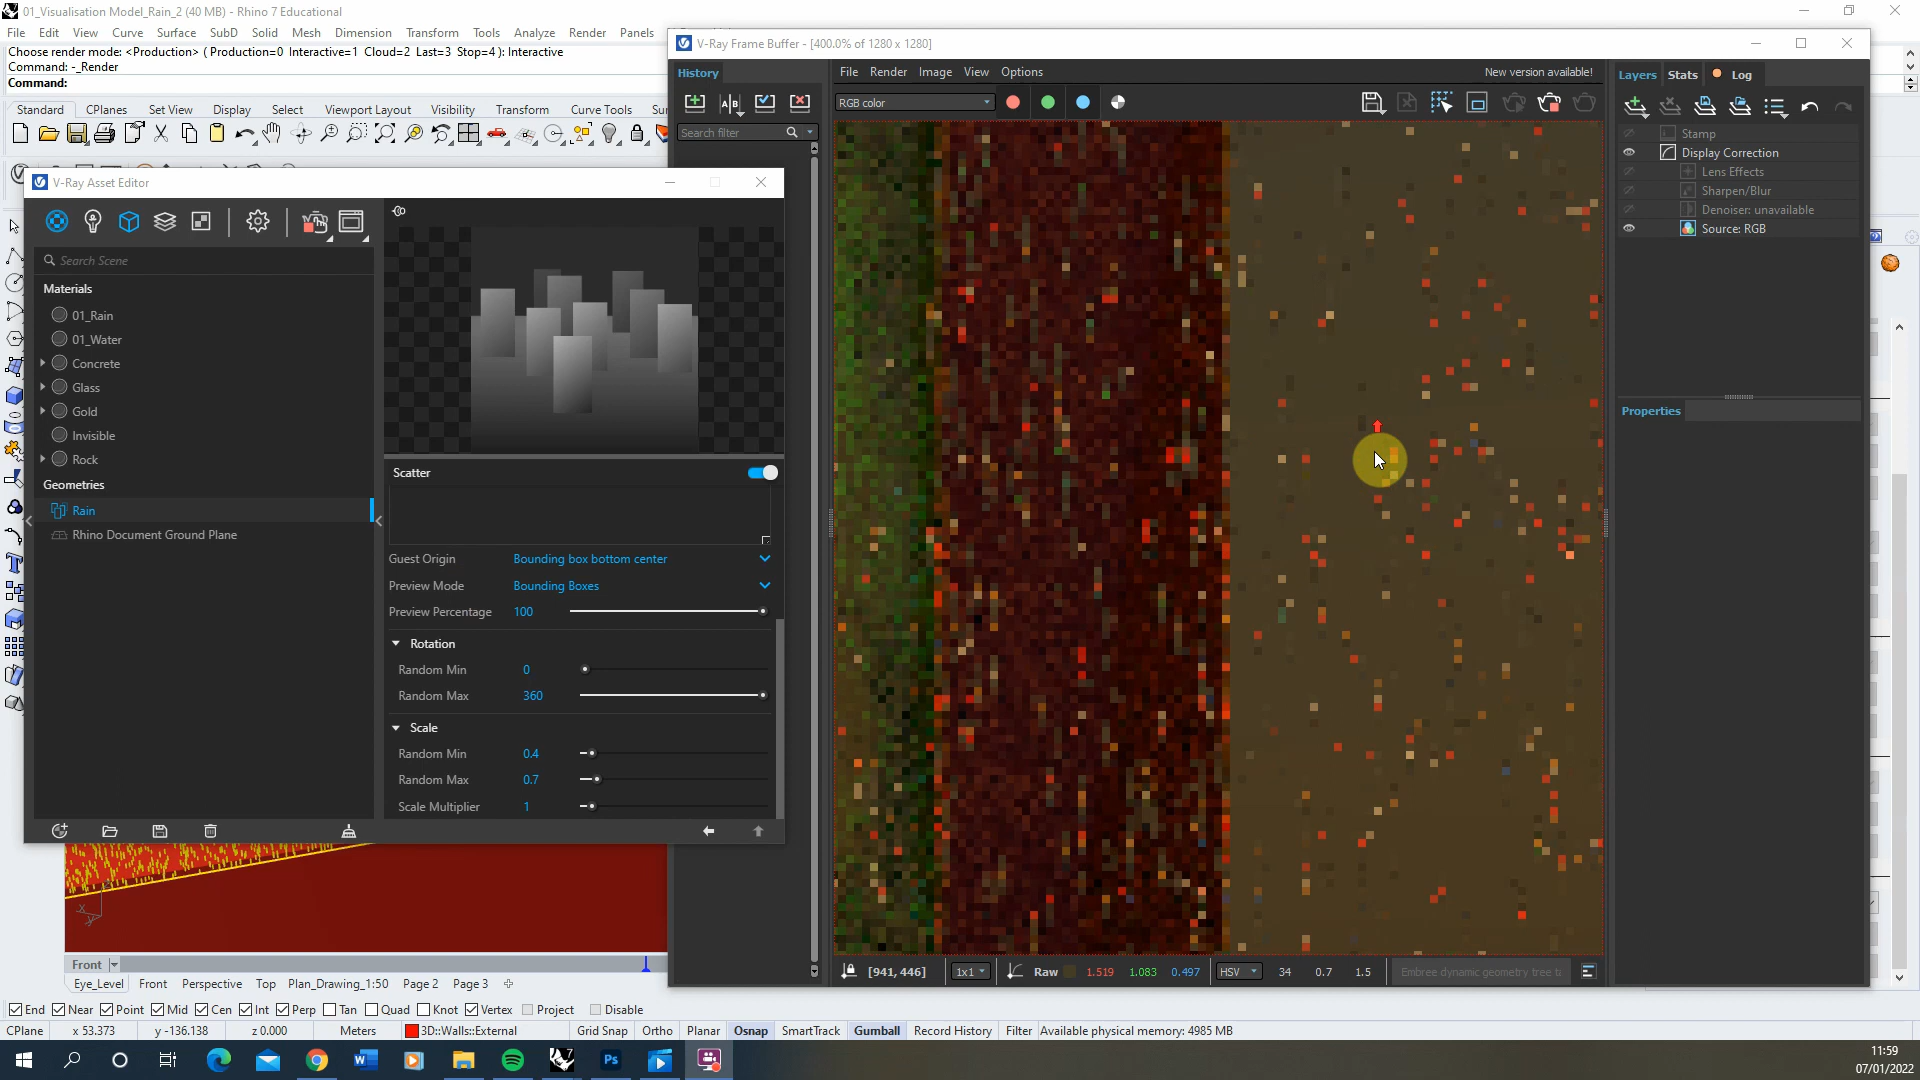 01_Visualisation Model_Rain_2 (40 MB) - Rhino 7 Educational
File Edit View Curve Surface SubD Solid Mesh Dimension Transform Tools Analyze Render Panels
Choose render mode: <Production> ( Production=0 Interactive=1 Cloud=2 Last=3 Stop=4 ): Interactive
Command: -_Render
Command:
Standard CPlanes Set View Display Select Viewport Layout Visibility Transform Curve Tools
V-Ray Asset Editor
Search Scene
Materials
01_Rain
01_Water
Concrete
Glass
Gold
Invisible
Rock
Geometries
Rain
Rhino Document Ground Plane
Scatter
Guest Origin Bounding box bottom center
Preview Mode Bounding Boxes
Preview Percentage 100
Rotation
Random Min 0
Random Max 360
Scale
Random Min 0.4
Random Max 0.7
Scale Multiplier 1
V-Ray Frame Buffer - [400.0% of 1280 x 1280]
History
File Render Image View Options New version available!
RGB color
Search filter
Layers Stats Log
Stamp
Display Correction
Lens Effects
Sharpen/Blur
Denoiser: unavailable
Source: RGB
Properties
[941, 446] 1x1 Raw 1.519 1.083 0.497 HSV 34 0.7 1.5 Embree dynamic geometry tree
Front
Eye_Level Front Perspective Top Plan_Drawing_1:50 Page 2 Page 3
End Near Point Mid Cen Int Perp Tan Quad Knot Vertex Project Disable
CPlane x 53.373 y -136.138 z 0.000 Meters 3D::Walls::External Grid Snap Ortho Planar Osnap SmartTrack Gumball Record History Filter Available physical memory: 4985 MB
11:59
07/01/2022